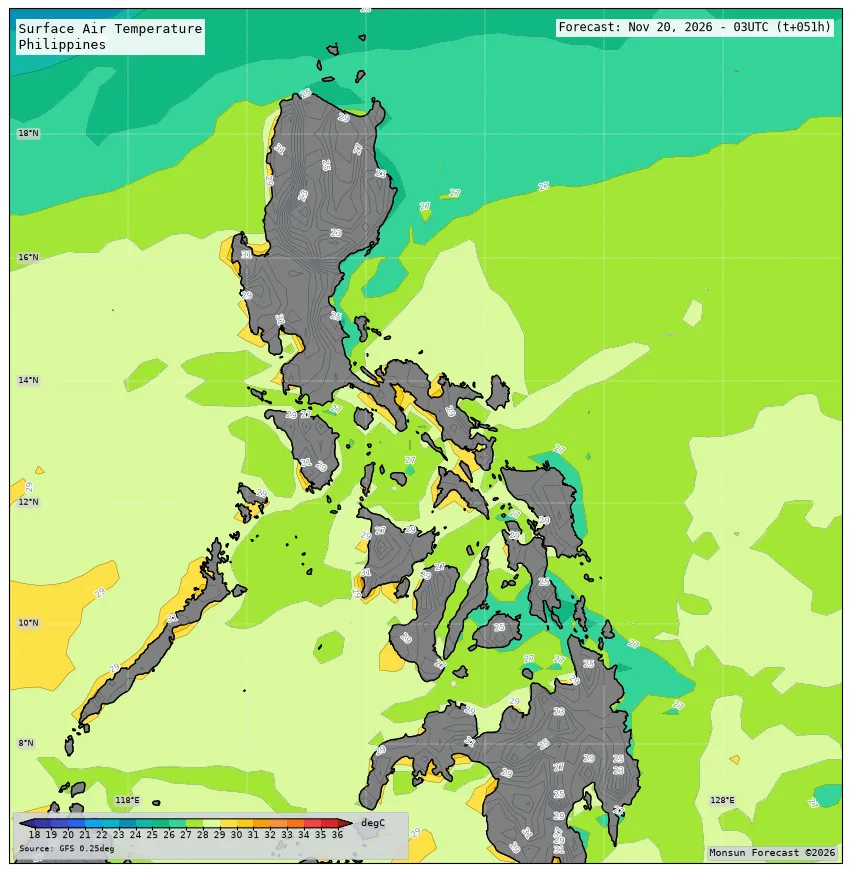 Surface Air Temperature
Philippines
Forecast: Nov 20, 2026 - 03UTC (t+051h)
18°N
16°N
14°N
12°N
10°N
8°N
118°E
128°E
18 19 20 21 22 23 24 25 26 27 28 29 30 31 32 33 34 35 36 degC
Source: GFS 0.25deg
Monsun Forecast ©2026